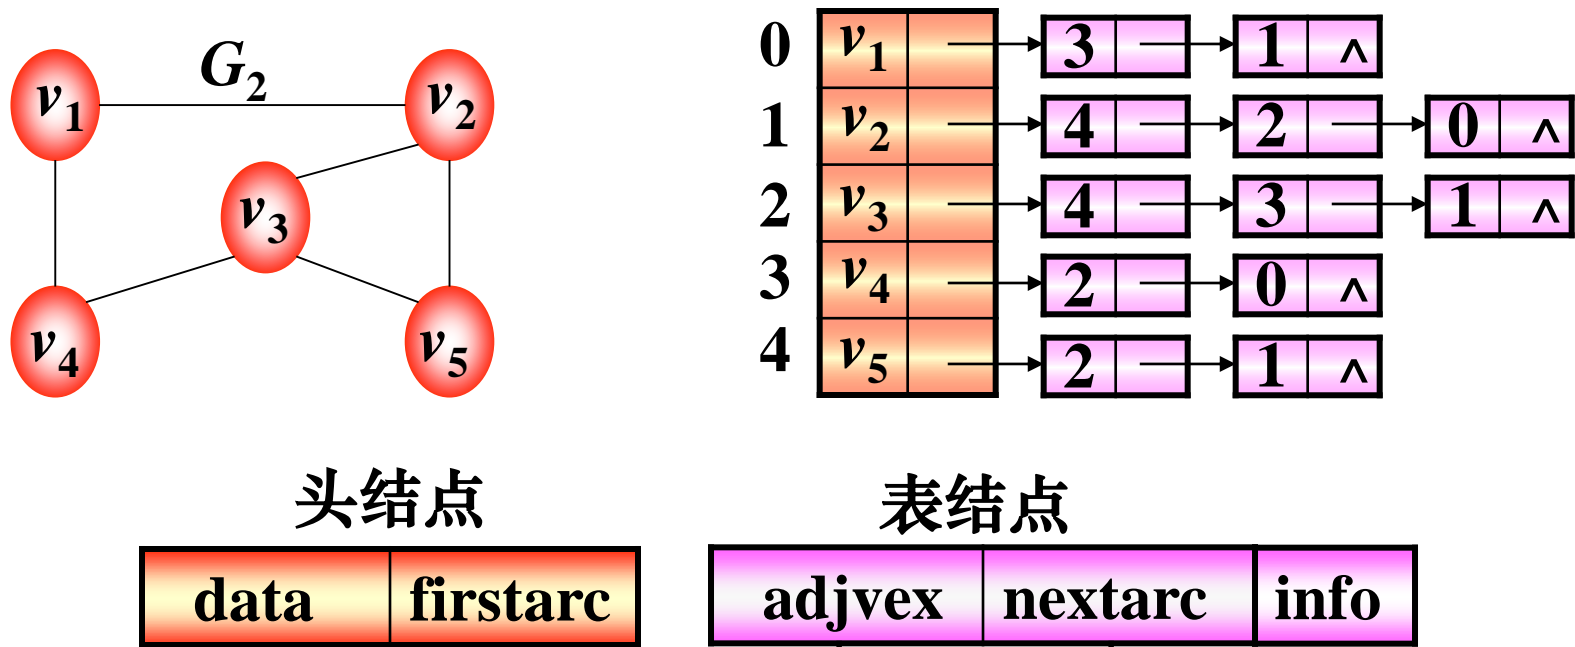 G2
v1
v2
v3
v4
v5
0 v1 3 1 ^
1 v2 4 2 0 ^
2 v3 4 3 1 ^
3 v4 2 0 ^
4 v5 2 1 ^
头结点
data firstarc
表结点
adjvex nextarc info